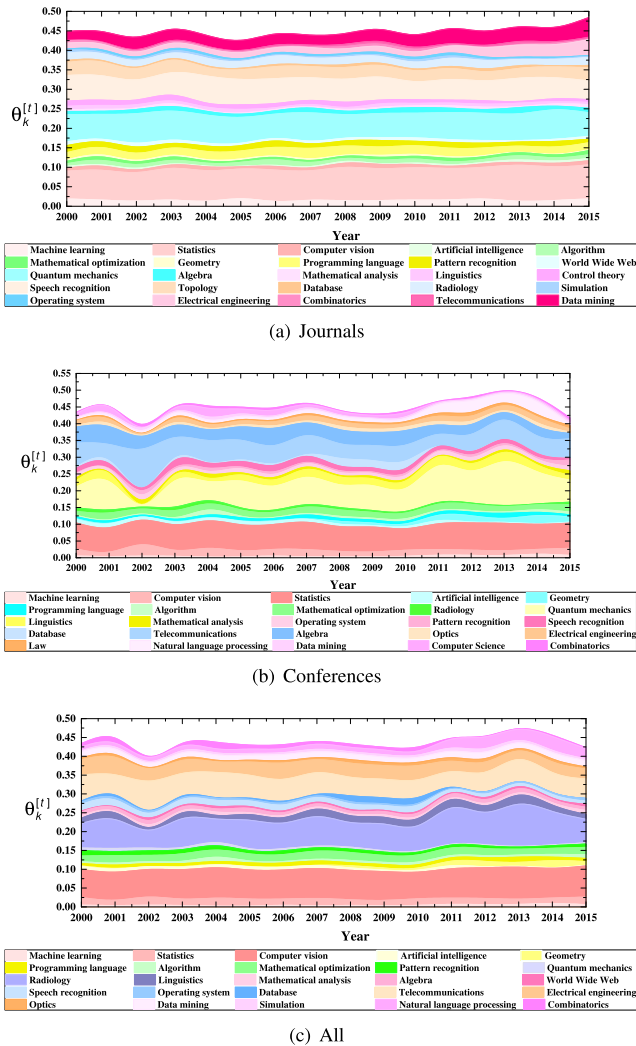 0.50
0.45
0.40
0.35
0.30
0.25
0.20
0.15
0.10
0.05
0.00
θ_k^[t]
2000 2001 2002 2003 2004 2005 2006 2007 2008 2009 2010 2011 2012 2013 2014 2015
Year
Machine learning Statistics Computer vision Artificial intelligence Algorithm
Mathematical optimization Geometry Programming language Pattern recognition World Wide Web
Quantum mechanics Algebra Mathematical analysis Linguistics Control theory
Speech recognition Topology Database Radiology Simulation
Operating system Electrical engineering Combinatorics Telecommunications Data mining
(a) Journals
0.55
0.50
0.45
0.40
0.35
0.30
0.25
0.20
0.15
0.10
0.05
0.00
θ_k^[t]
2000 2001 2002 2003 2004 2005 2006 2007 2008 2009 2010 2011 2012 2013 2014 2015
Year
Machine learning Computer vision Statistics Artificial intelligence Geometry
Programming language Algorithm Mathematical optimization Radiology Quantum mechanics
Linguistics Mathematical analysis Operating system Pattern recognition Speech recognition
Database Telecommunications Algebra Optics Electrical engineering
Law Natural language processing Data mining Computer Science Combinatorics
(b) Conferences
0.50
0.45
0.40
0.35
0.30
0.25
0.20
0.15
0.10
0.05
0.00
θ_k^[t]
2000 2001 2002 2003 2004 2005 2006 2007 2008 2009 2010 2011 2012 2013 2014 2015
Year
Machine learning Statistics Computer vision Artificial intelligence Geometry
Programming language Algorithm Mathematical optimization Pattern recognition Quantum mechanics
Radiology Linguistics Mathematical analysis Algebra World Wide Web
Speech recognition Operating system Database Telecommunications Electrical engineering
Optics Data mining Simulation Natural language processing Combinatorics
(c) All